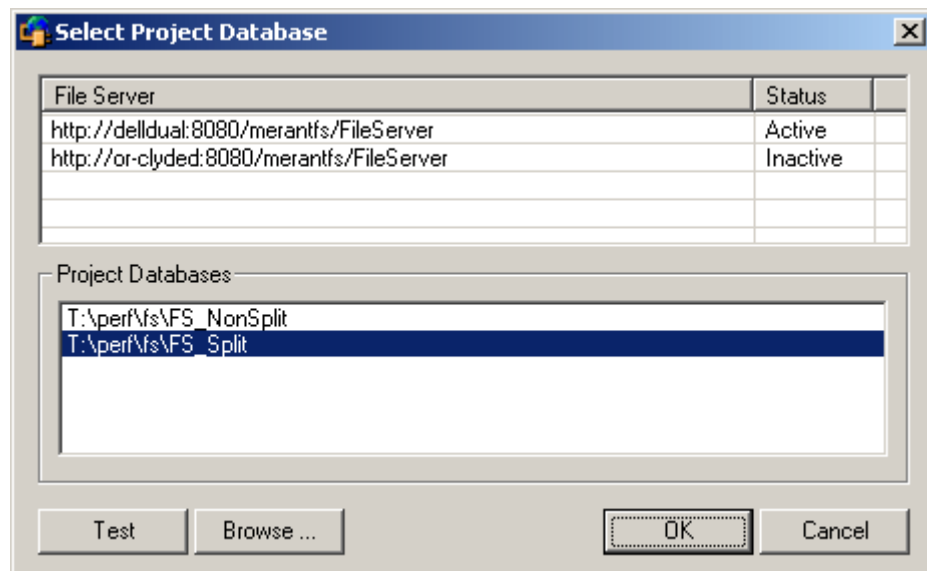 Select Project Database
File Server Status
http://delldual:8080/merantfs/FileServer Active
http://or-clyded:8080/merantfs/FileServer Inactive
Project Databases
T:\perf\fs\FS_NonSplit
T:\perf\fs\FS_Split
Test Browse ... OK Cancel